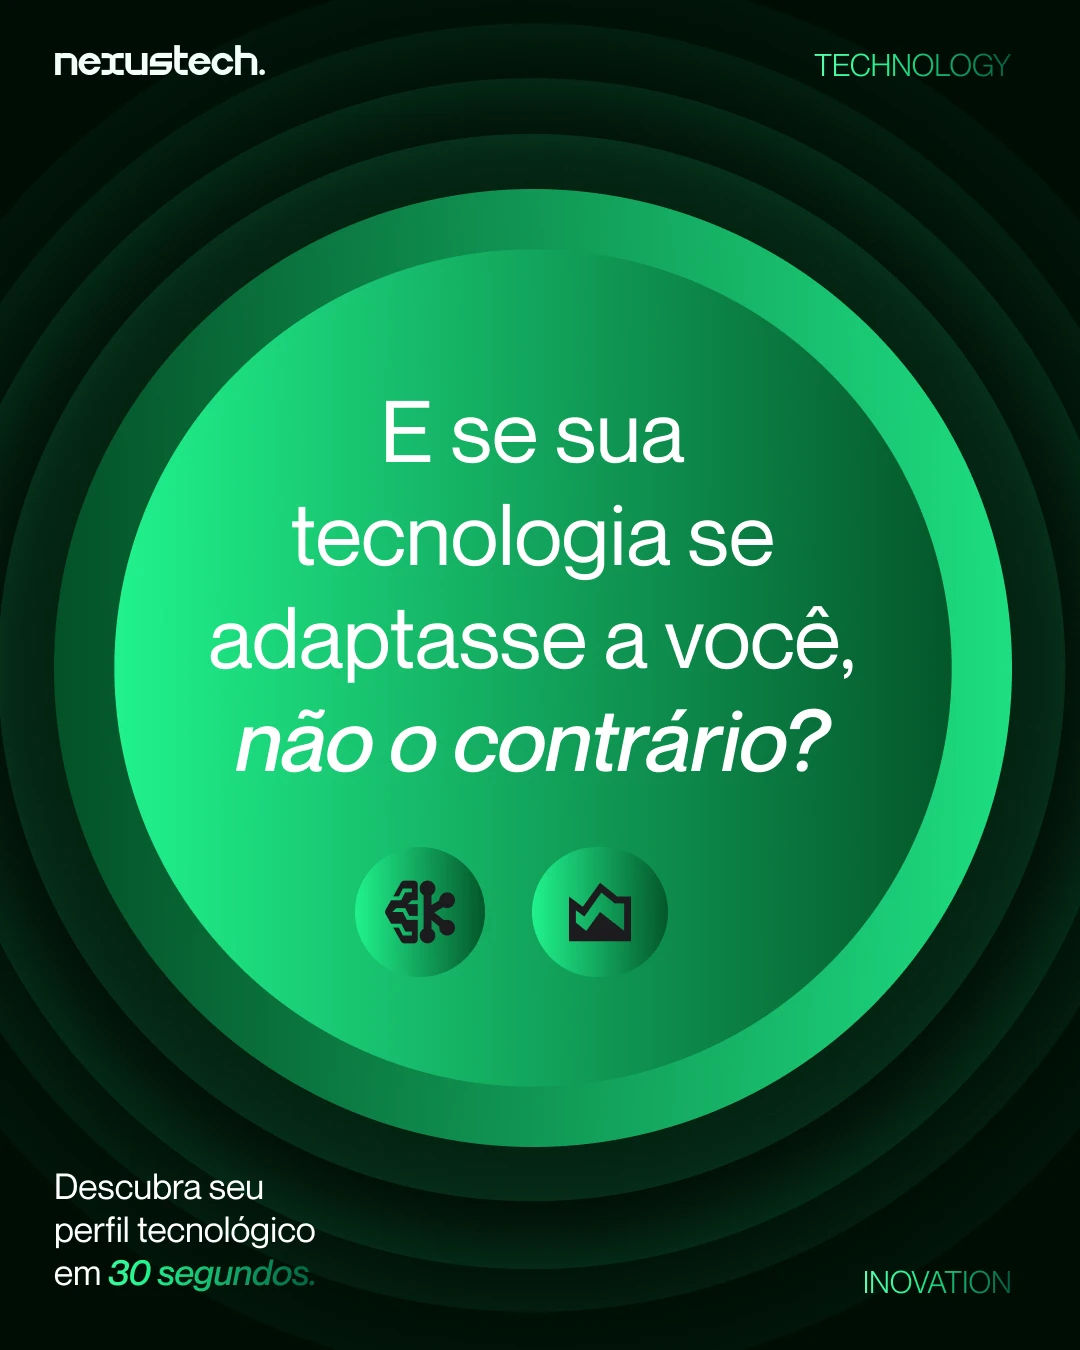 nexustech.
TECHNOLOGY
E se sua
tecnologia se
adaptasse a você,
não o contrário?
Descubra seu
perfil tecnológico
em 30 segundos.
INOVATION